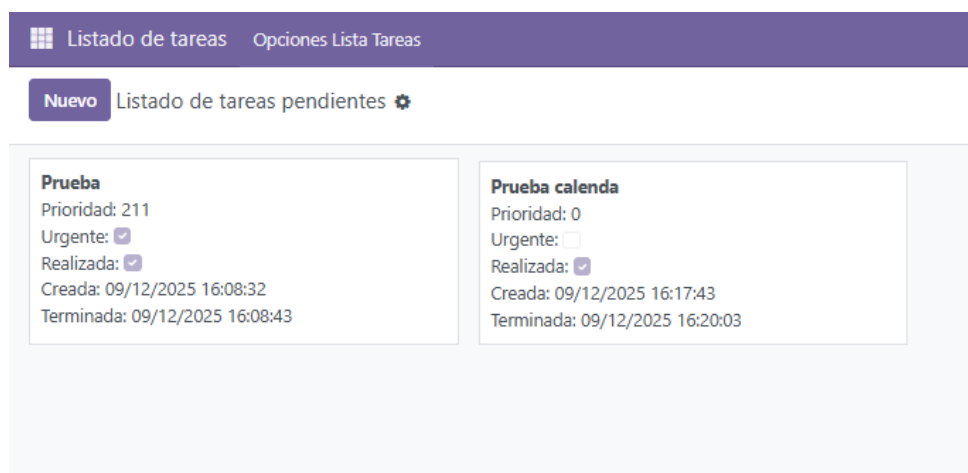 Listado de tareas Opciones Lista Tareas
Nuevo Listado de tareas pendientes
Prueba
Prioridad: 211
Urgente:
Realizada:
Creada: 09/12/2025 16:08:32
Terminada: 09/12/2025 16:08:43
Prueba calenda
Prioridad: 0
Urgente:
Realizada:
Creada: 09/12/2025 16:17:43
Terminada: 09/12/2025 16:20:03